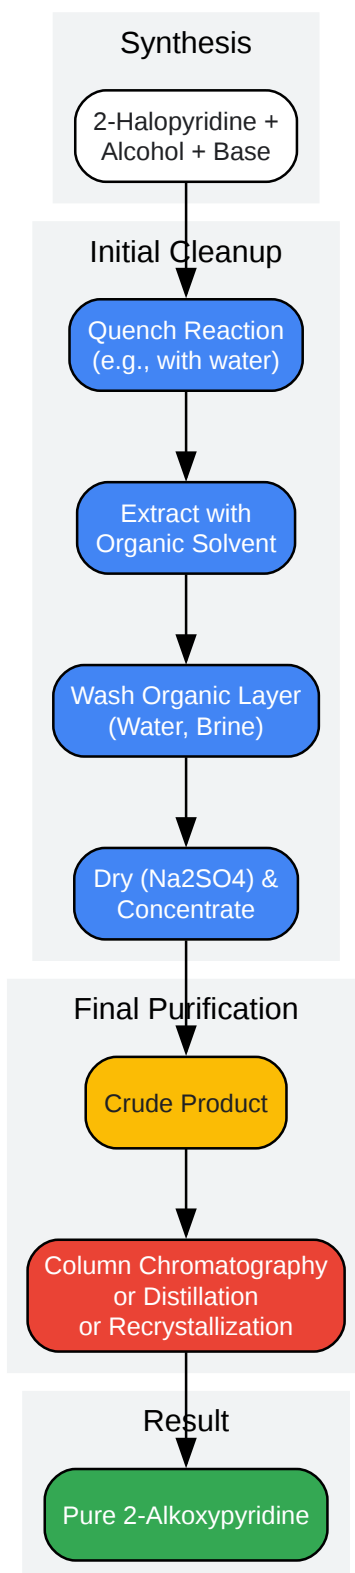 Synthesis
2-Halopyridine +
Alcohol + Base
Initial Cleanup
Quench Reaction
(e.g., with water)
Extract with
Organic Solvent
Wash Organic Layer
(Water, Brine)
Dry (Na2SO4) &
Concentrate
Final Purification
Crude Product
Column Chromatography
or Distillation
or Recrystallization
Result
Pure 2-Alkoxypyridine